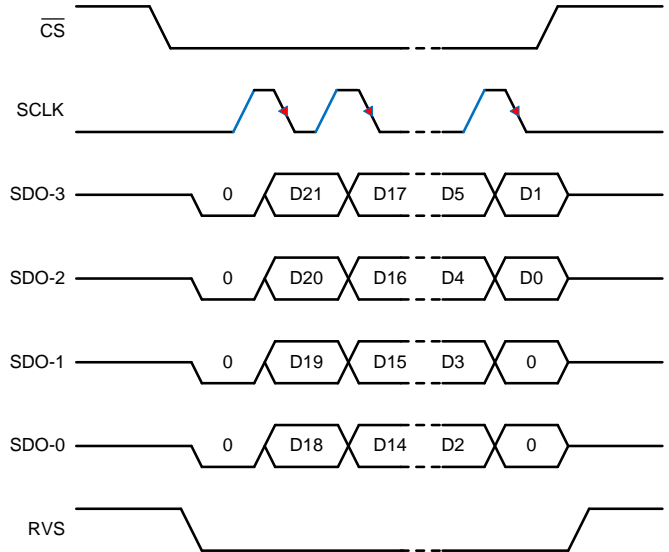 CS
SCLK
SDO-3 0 D21 D17 D5 D1
SDO-2 0 D20 D16 D4 D0
SDO-1 0 D19 D15 D3 0
SDO-0 0 D18 D14 D2 0
RVS